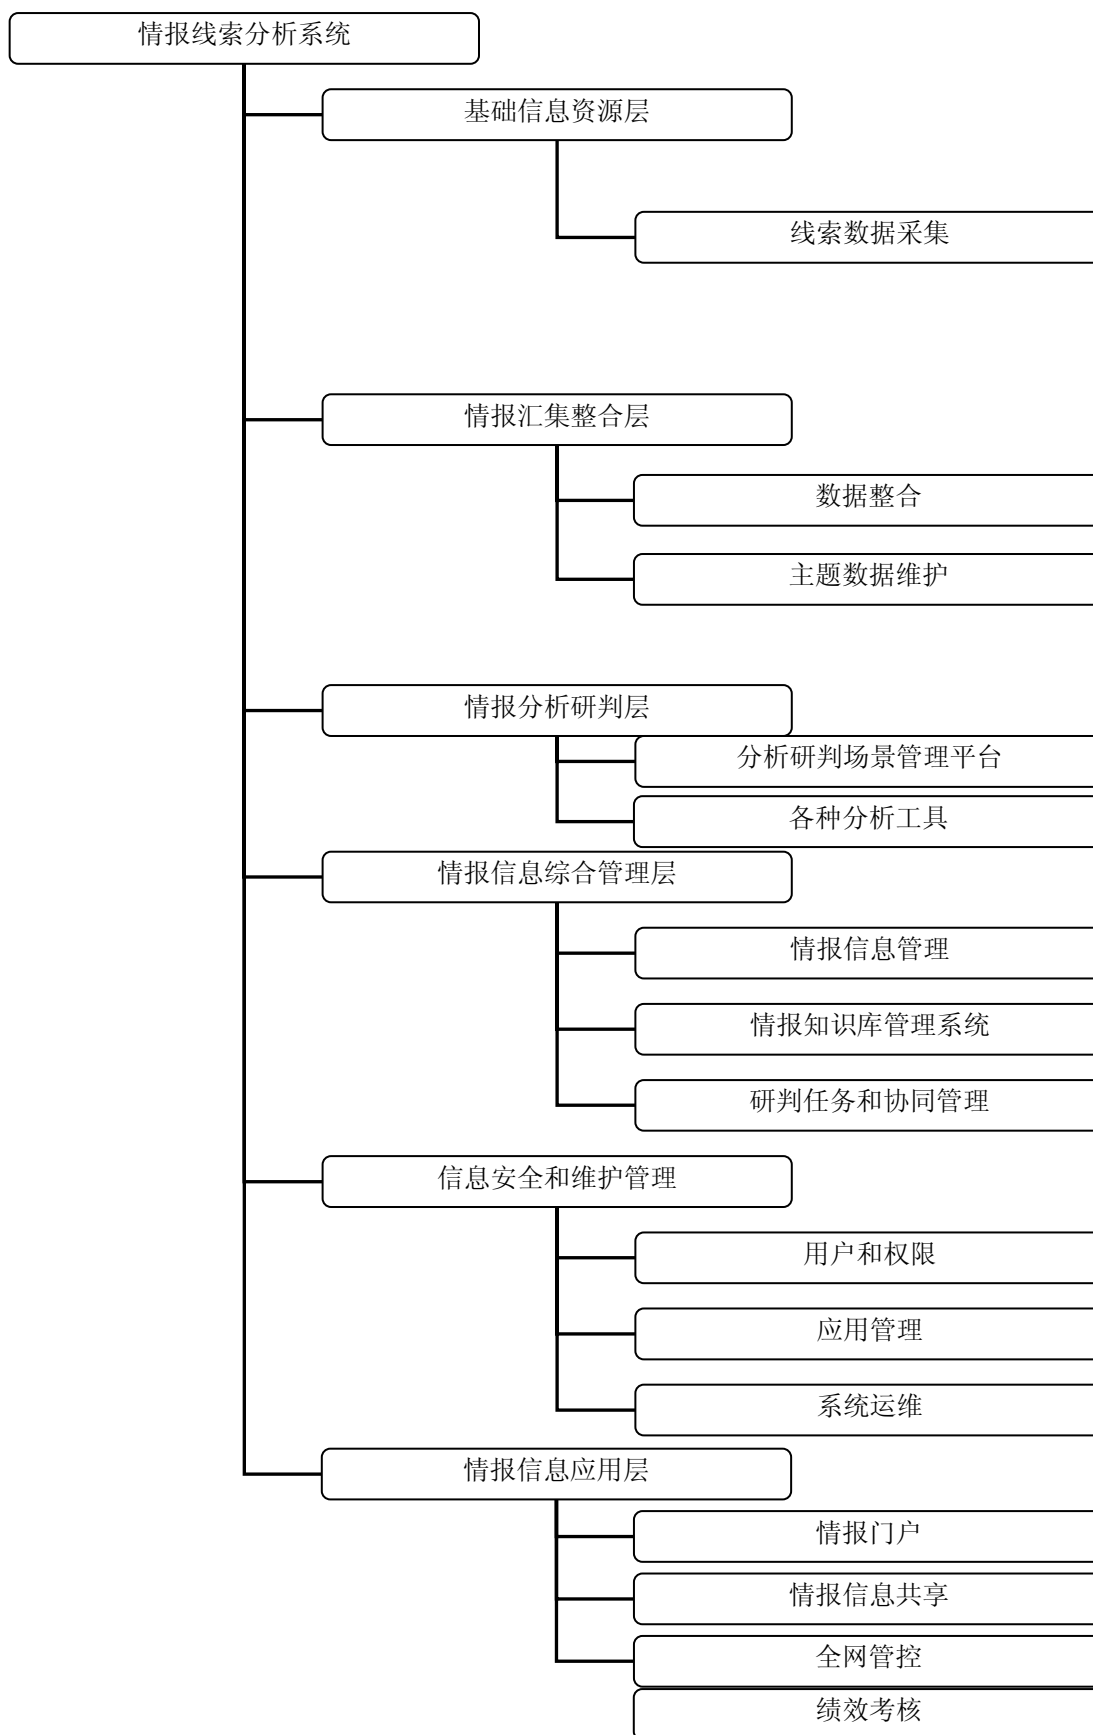 情报线索分析系统
基础信息资源层
线索数据采集
情报汇集整合层
数据整合
主题数据维护
情报分析研判层
分析研判场景管理平台
各种分析工具
情报信息综合管理层
情报信息管理
情报知识库管理系统
研判任务和协同管理
信息安全和维护管理
用户和权限
应用管理
系统运维
情报信息应用层
情报门户
情报信息共享
全网管控
绩效考核